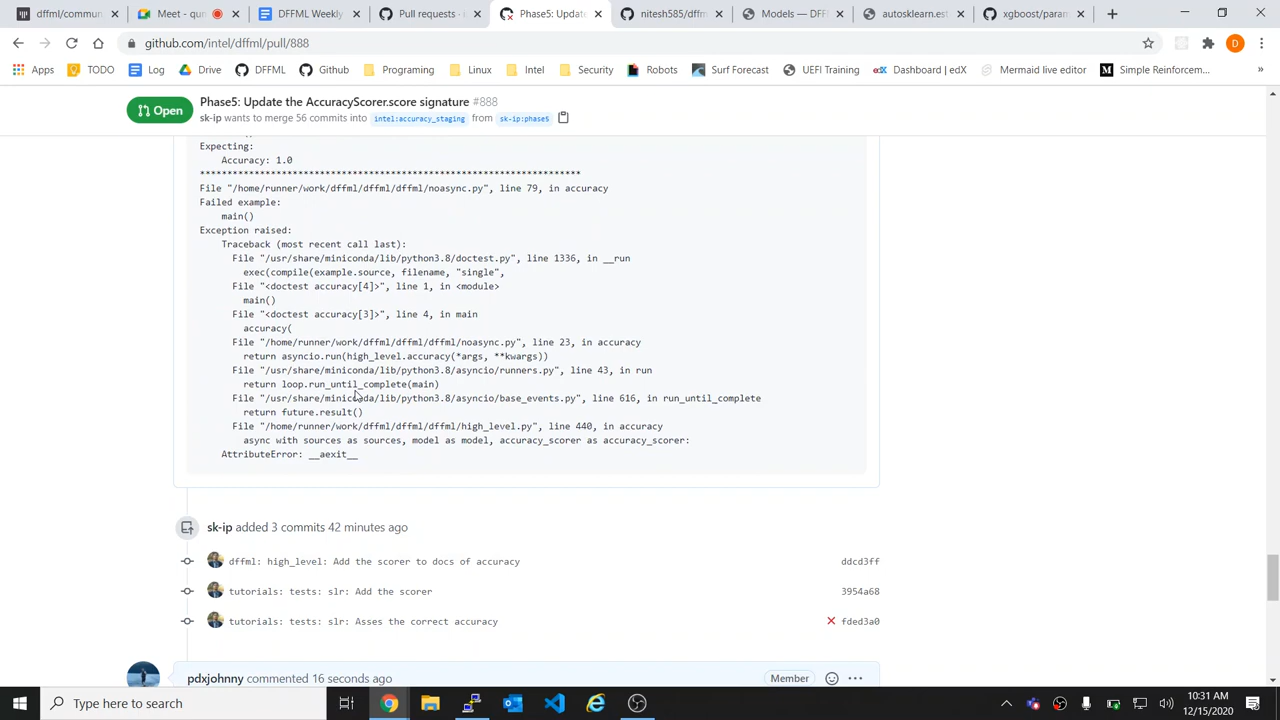 dffml/commun
Meet - qun
DFFML Weekly
Pull requests · i
Phase5: Update
nitesh585/dffm
Models — DFF
autosklearn.est
xgboost/param
github.com/intel/dffml/pull/888
D
Apps
TODO
Log
Drive
DFFML
Github
Programing
Linux
Intel
Security
Robots
Surf Forecast
UEFI Training
Dashboard | edX
Mermaid live editor
Simple Reinforcem...
»
Open
Phase5: Update the AccuracyScorer.score signature #888
sk-ip wants to merge 56 commits into intel:accuracy_staging from sk-ip:phase5
Expecting:
Accuracy: 1.0
**********************************************************************
File "/home/runner/work/dffml/dffml/dffml/noasync.py", line 79, in accuracy
Failed example:
main()
Exception raised:
Traceback (most recent call last):
File "/usr/share/miniconda/lib/python3.8/doctest.py", line 1336, in __run
exec(compile(example.source, filename, "single",
File "<doctest accuracy[4]>", line 1, in <module>
main()
File "<doctest accuracy[3]>", line 4, in main
accuracy(
File "/home/runner/work/dffml/dffml/dffml/noasync.py", line 23, in accuracy
return asyncio.run(high_level.accuracy(*args, **kwargs))
File "/usr/share/miniconda/lib/python3.8/asyncio/runners.py", line 43, in run
return loop.run_until_complete(main)
File "/usr/share/miniconda/lib/python3.8/asyncio/base_events.py", line 616, in run_until_complete
return future.result()
File "/home/runner/work/dffml/dffml/dffml/high_level.py", line 440, in accuracy
async with sources as sources, model as model, accuracy_scorer as accuracy_scorer:
AttributeError: __aexit__
sk-ip added 3 commits 42 minutes ago
dffml: high_level: Add the scorer to docs of accuracy ddcd3ff
tutorials: tests: slr: Add the scorer 3954a68
tutorials: tests: slr: Asses the correct accuracy fded3a0
pdxjohnny commented 16 seconds ago Member
Type here to search
10:31 AM
12/15/2020